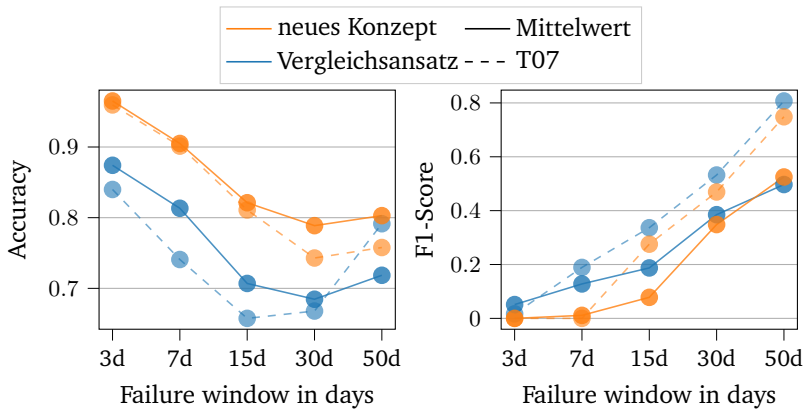 neues Konzept
Mittelwert
Vergleichsansatz
T07
Accuracy
0.9
0.8
0.7
3d 7d 15d 30d 50d
Failure window in days
F1-Score
0.8
0.6
0.4
0.2
0
3d 7d 15d 30d 50d
Failure window in days